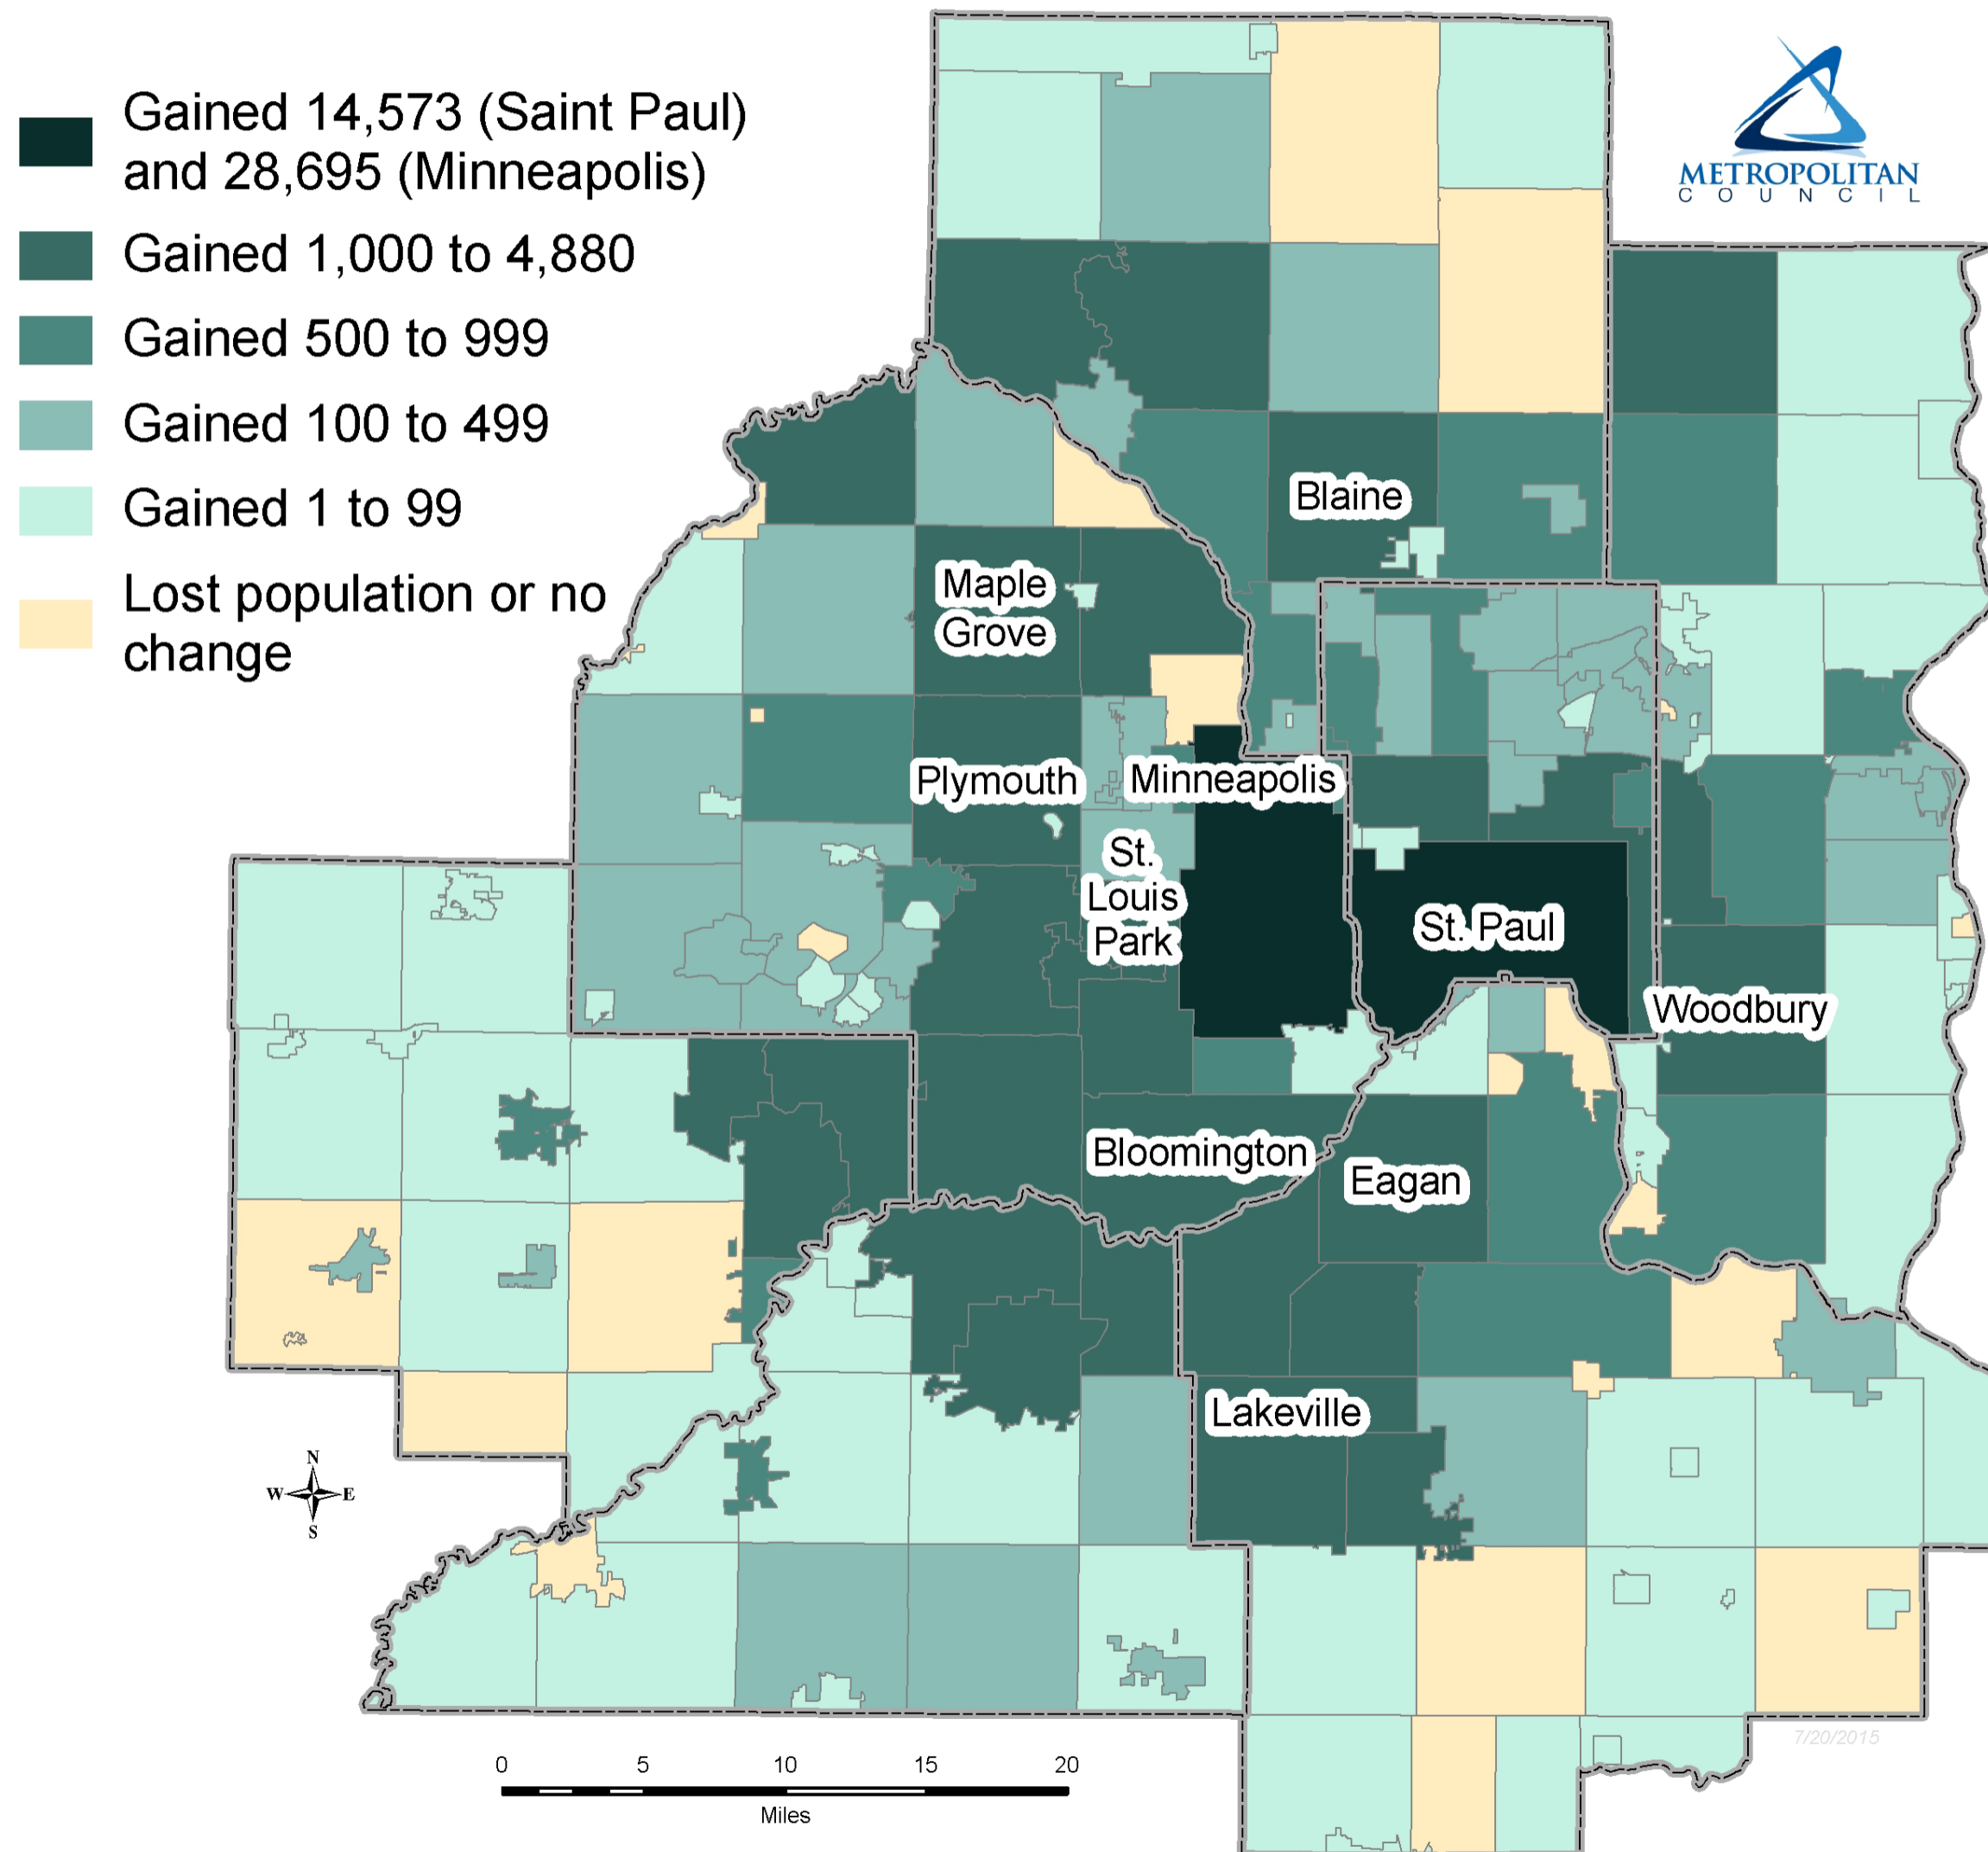 Gained 14,573 (Saint Paul)
and 28,695 (Minneapolis)
Gained 1,000 to 4,880
Gained 500 to 999
Gained 100 to 499
Gained 1 to 99
Lost population or no
change
METROPOLITAN
COUNCIL
Blaine
Maple
Grove
Plymouth
Minneapolis
St.
Louis
Park
St. Paul
Woodbury
Bloomington
Eagan
Lakeville
N
W E
S
0 5 10 15 20
Miles
7/20/2015